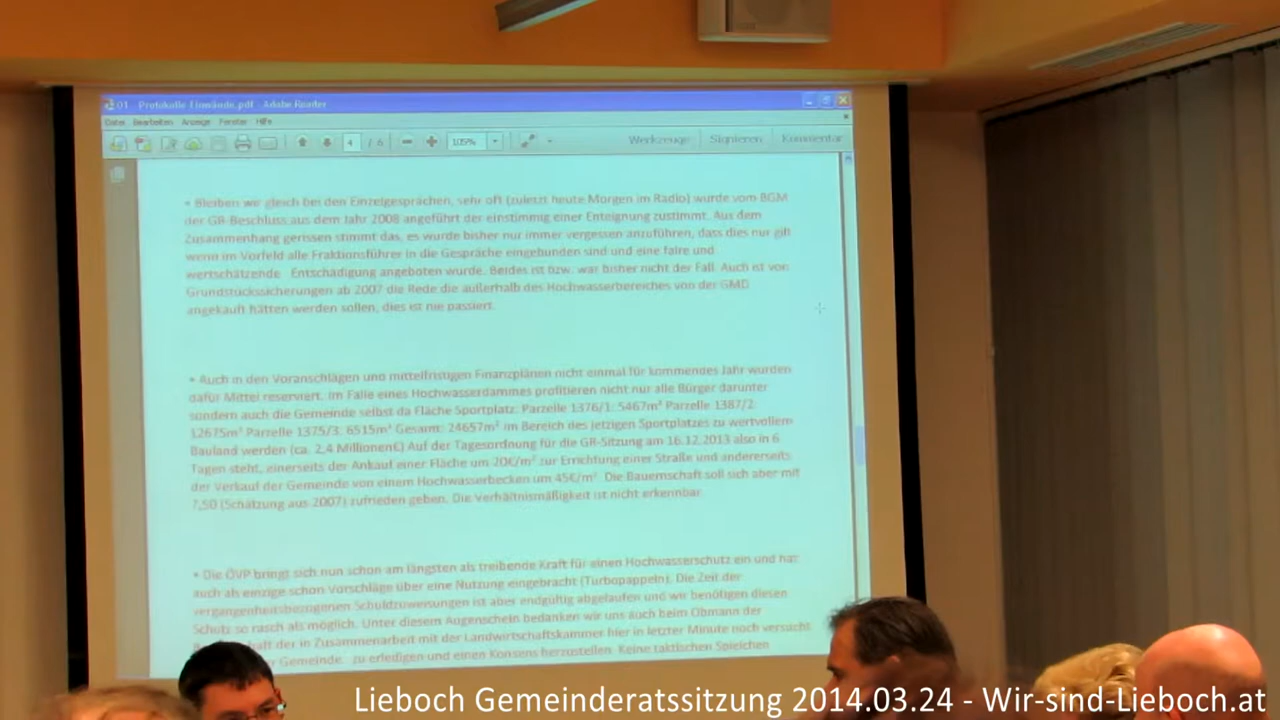 01 - Protokolle Einwände.pdf - Adobe Reader
Datei Bearbeiten Anzeige Fenster Hilfe
4 / 6 105% Werkzeuge Signieren Kommentar
• Bleiben wir gleich bei den Einzelgesprächen, sehr oft (zuletzt heute Morgen im Radio) wurde vom BGM
der GR-Beschluss aus dem Jahr 2008 angeführt der einstimmig einer Enteignung zustimmt. Aus dem
Zusammenhang gerissen stimmt das, es wurde bisher nur immer vergessen anzuführen, dass dies nur gilt
wenn im Vorfeld alle Fraktionsführer in die Gespräche eingebunden sind und eine faire und
wertschätzende Entschädigung angeboten wurde. Beides ist bzw. war bisher nicht der Fall. Auch ist von
Grundstückssicherungen ab 2007 die Rede die außerhalb des Hochwasserbereiches von der GMD
angekauft hätten werden sollen, dies ist nie passiert.
• Auch in den Voranschlägen und mittelfristigen Finanzplänen nicht einmal für kommendes Jahr wurden
dafür Mittel reserviert. Im Falle eines Hochwasserdammes profitieren nicht nur alle Bürger darunter
sondern auch die Gemeinde selbst da Fläche Sportplatz: Parzelle 1376/1: 5467m² Parzelle 1387/2:
12675m² Parzelle 1375/3: 6515m² Gesamt: 24657m² im Bereich des jetzigen Sportplatzes zu wertvollem
Bauland werden (ca. 2,4 Millionen€) Auf der Tagesordnung für die GR-Sitzung am 16.12.2013 also in 6
Tagen steht, einerseits der Ankauf einer Fläche um 20€/m² zur Errichtung einer Straße und andererseits
der Verkauf der Gemeinde von einem Hochwasserbecken um 45€/m². Die Bauernschaft soll sich aber mit
7,50 (Schätzung aus 2007) zufrieden geben. Die Verhältnismäßigkeit ist nicht erkennbar.
• Die ÖVP bringt sich nun schon am längsten als treibende Kraft für einen Hochwasserschutz ein und hat
auch als einzige schon Vorschläge über eine Nutzung eingebracht (Turbopappeln). Die Zeit der
vergangenheitsbezogenen Schuldzuweisungen ist aber endgültig abgelaufen und wir benötigen diesen
Schutz so rasch als möglich. Unter diesem Augenschein bedanken wir uns auch beim Obmann der
der in Zusammenarbeit mit der Landwirtschaftskammer hier in letzter Minute noch versucht
Gemeinde zu erledigen und einen Konsens herzustellen. Keine taktischen Spielchen
Lieboch Gemeinderatssitzung 2014.03.24 - Wir-sind-Lieboch.at